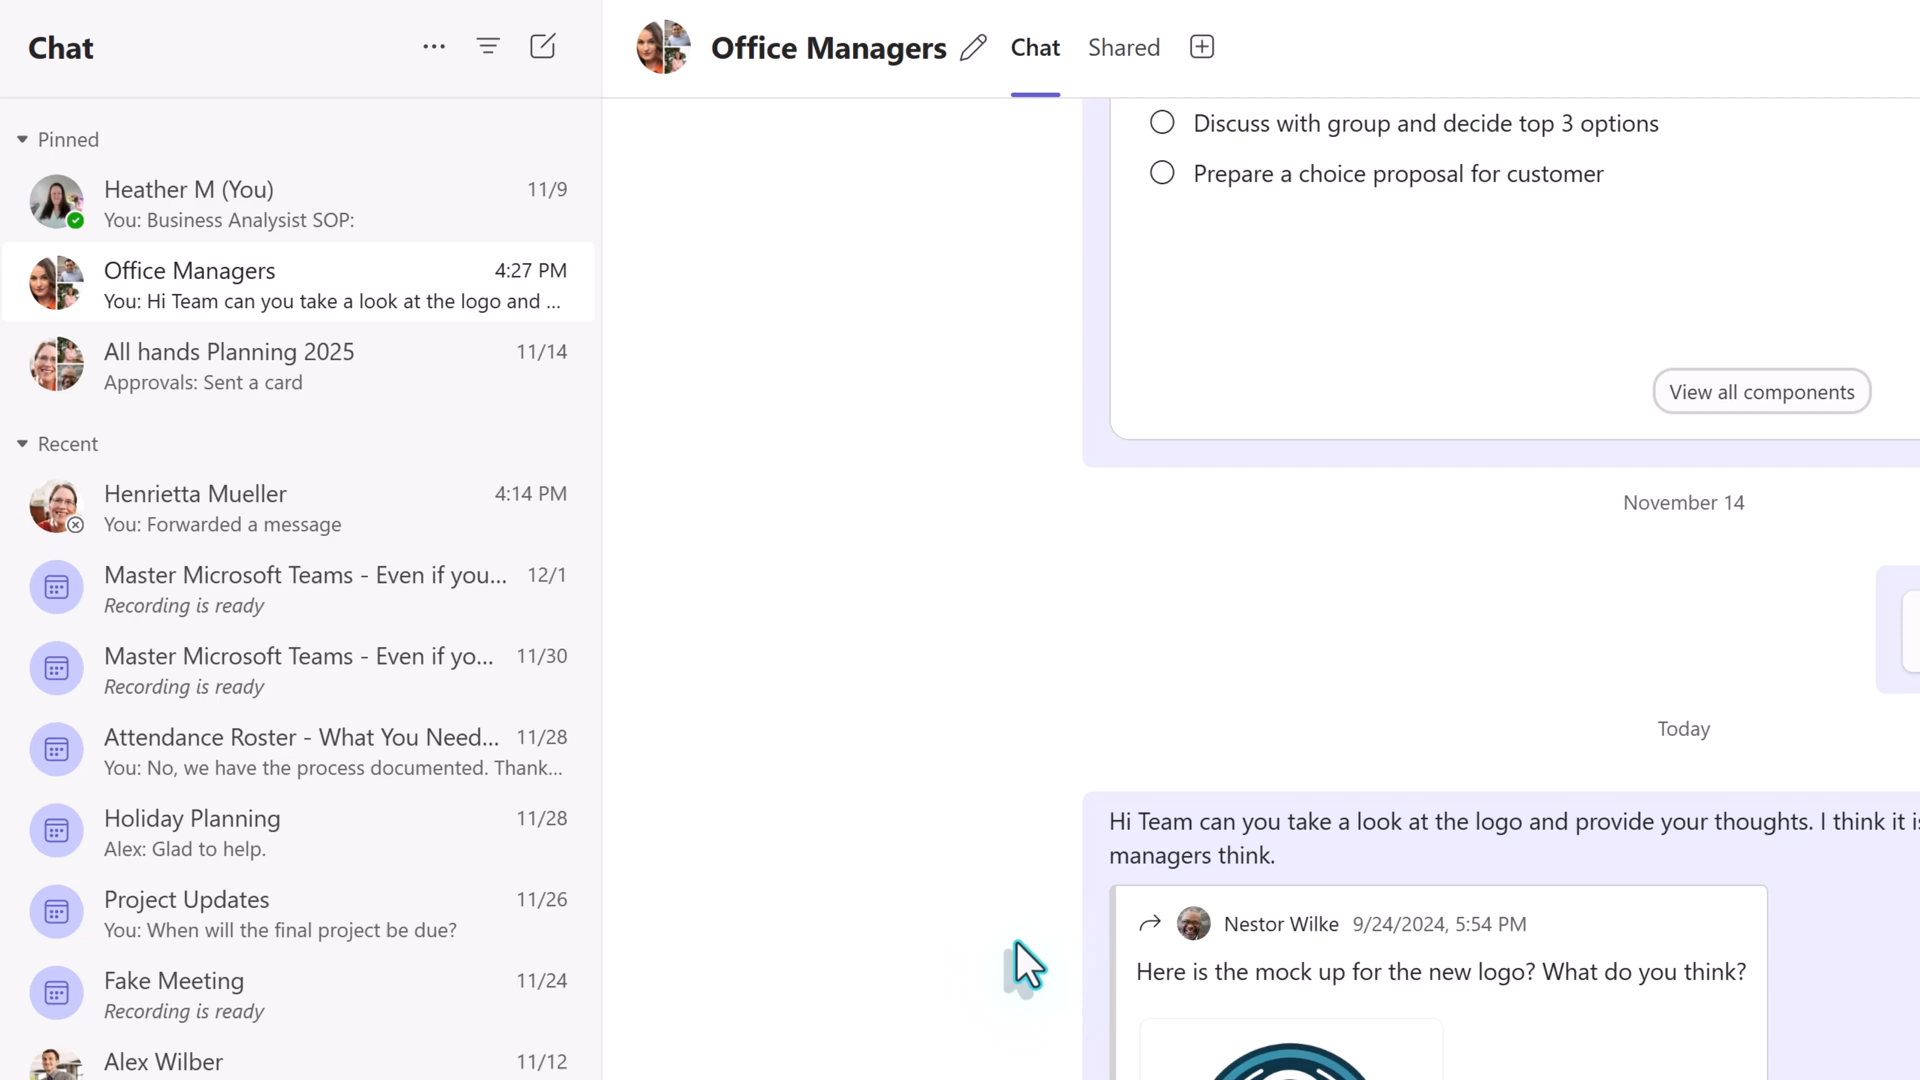 Chat
Pinned
Heather M (You) 11/9
You: Business Analysist SOP:
Office Managers 4:27 PM
You: Hi Team can you take a look at the logo and ...
All hands Planning 2025 11/14
Approvals: Sent a card
Recent
Henrietta Mueller 4:14 PM
You: Forwarded a message
Master Microsoft Teams - Even if you... 12/1
Recording is ready
Master Microsoft Teams - Even if yo... 11/30
Recording is ready
Attendance Roster - What You Need... 11/28
You: No, we have the process documented. Thank...
Holiday Planning 11/28
Alex: Glad to help.
Project Updates 11/26
You: When will the final project be due?
Fake Meeting 11/24
Recording is ready
Alex Wilber 11/12
Office Managers Chat Shared
Discuss with group and decide top 3 options
Prepare a choice proposal for customer
View all components
November 14
Today
Hi Team can you take a look at the logo and provide your thoughts. I think it
managers think.
Nestor Wilke 9/24/2024, 5:54 PM
Here is the mock up for the new logo? What do you think?